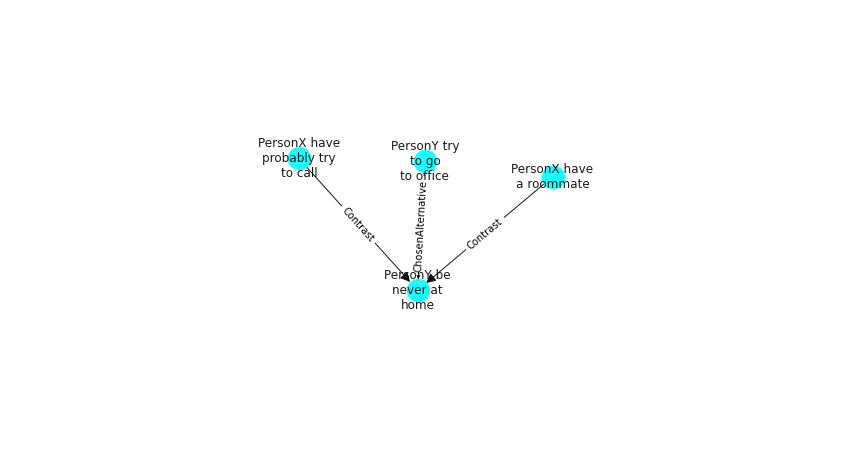 PersonX have
probably try
to call
PersonY try
to go
to office
PersonX have
a roommate
Contrast
ChosenAlternative
Contrast
PersonY be
never at
home